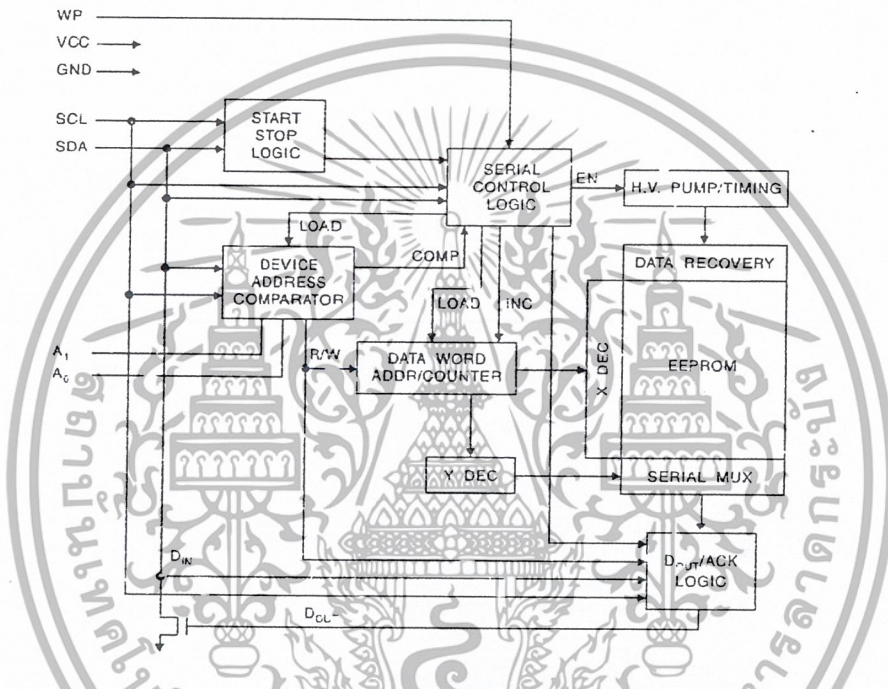 WP
VCC
GND
SCL
SDA
START
STOP
LOGIC
SERIAL
CONTROL
LOGIC
EN
H.V. PUMP/TIMING
LOAD
COMP
DEVICE
ADDRESS
COMPARATOR
LOAD
INC
DATA RECOVERY
A1
A0
R/W
DATA WORD
ADDR/COUNTER
X DEC
EEPROM
Y DEC
SERIAL MUX
DIN
DOUT/ACK
LOGIC